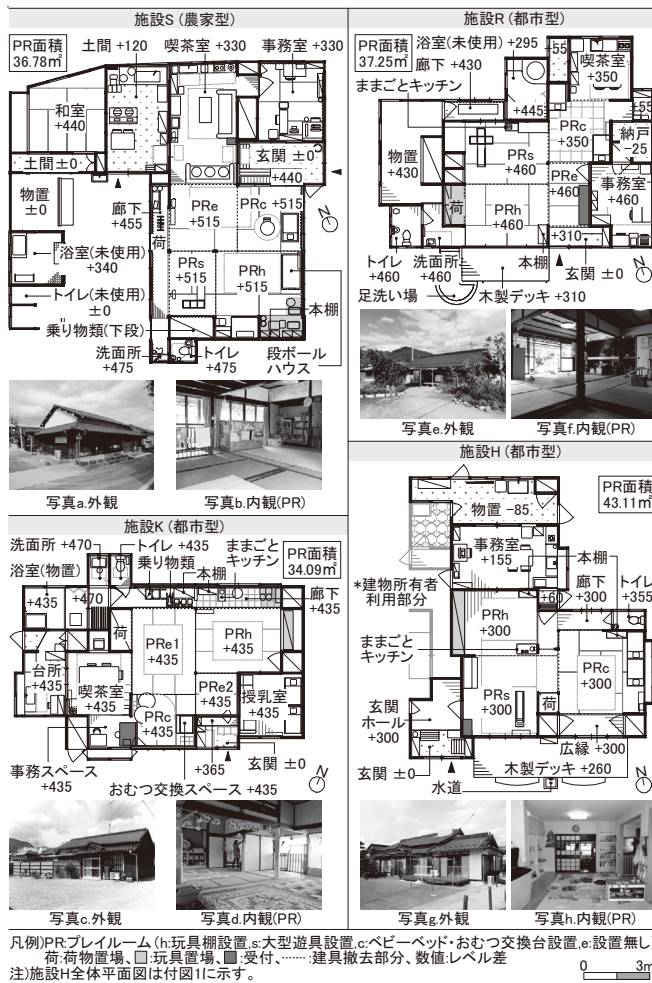 施設S(農家型)
PR面積
36.78㎡
土間 +120
喫茶室 +330
事務室 +330
和室
+440
土間 ±0
玄関 ±0
+440
物置
±0
廊下
+455
荷
PRe
+515
PRc +515
浴室(未使用)
+340
PRs
+515
PRh
+515
トイレ(未使用)
±0
本棚
乗り物類(下段)
洗面所
+475
トイレ
+475
段ボール
ハウス
N
写真a.外観
写真b.内観(PR)
施設K(都市型)
洗面所 +470
トイレ +435
乗り物類
本棚
ままごと
キッチン
PR面積
34.09㎡
浴室(物置)
+435
+470
廊下
+435
荷
PRe1
+435
PRh
+435
台所
+435
喫茶室
+435
PRe2
+435
授乳室
+435
PRc
+435
+365
事務スペース
+435
玄関 ±0
おむつ交換スペース +435
N
写真c.外観
写真d.内観(PR)
施設R(都市型)
PR面積
37.25㎡
浴室(未使用) +295
廊下 +430
+55
喫茶室
+350
ままごとキッチン
+445
+55
PRc
+350
納戸
-25
物置
+430
PRs
+460
PRe
+460
事務室
+460
荷
PRh
+460
+310
トイレ
+460
洗面所
+460
本棚
玄関 ±0
足洗い場
木製デッキ +310
N
写真e.外観
写真f.内観(PR)
施設H(都市型)
PR面積
43.11㎡
物置 -85
事務室
+155
本棚
*建物所有者
利用部分
廊下
+300
トイレ
+355
+60
PRh
+300
ままごと
キッチン
PRc
+300
PRs
+300
荷
玄関
ホール
+300
広縁 +300
玄関 ±0
木製デッキ +260
水道
N
写真g.外観
写真h.内観(PR)
凡例)PR:プレイルーム(h:玩具棚設置,s:大型遊具設置,c:ベビーベッド・おむつ交換台設置,e:設置無し)
荷:荷物置場、:玩具置場、:受付、……:建具撤去部分、数値:レベル差
注)施設H全体平面図は付図1に示す。
0 3m